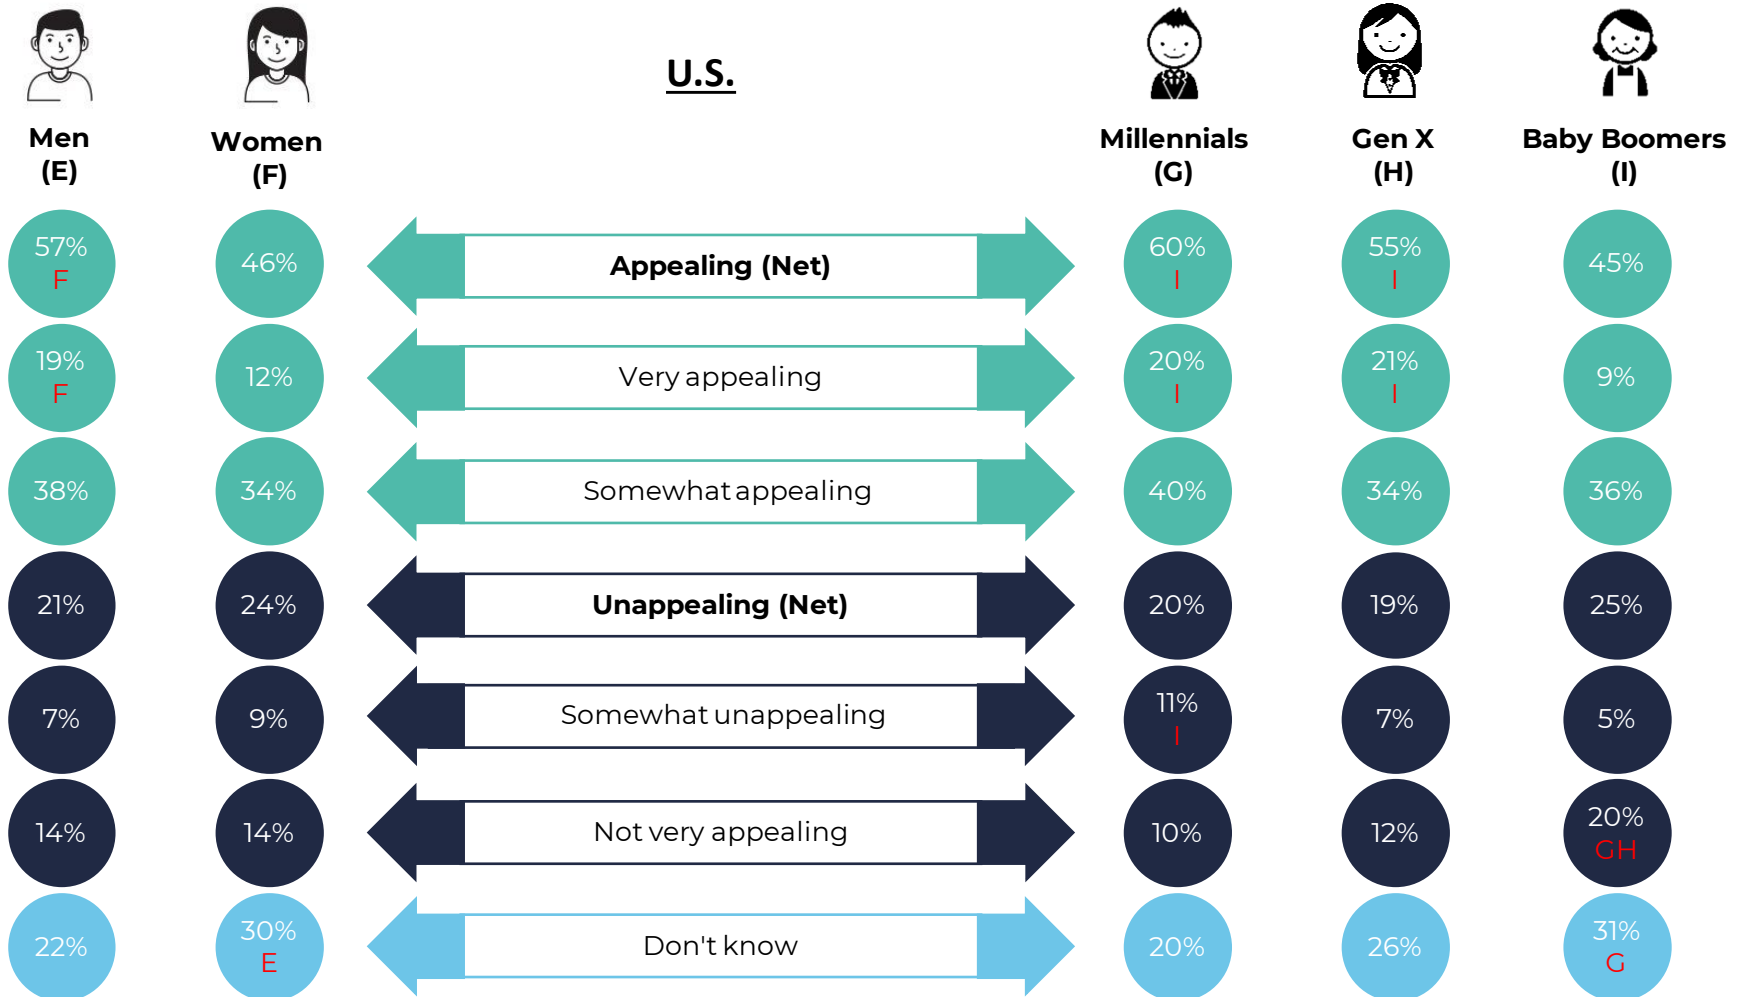 U.S.
Men
(E)
Women
(F)
Millennials
(G)
Gen X
(H)
Baby Boomers
(I)
57%
F
46%
Appealing (Net)
60%
I
55%
I
45%
19%
F
12%
Very appealing
20%
I
21%
I
9%
38%
34%
Somewhat appealing
40%
34%
36%
21%
24%
Unappealing (Net)
20%
19%
25%
7%
9%
Somewhat unappealing
11%
I
7%
5%
14%
14%
Not very appealing
10%
12%
20%
GH
22%
30%
E
Don't know
20%
26%
31%
G